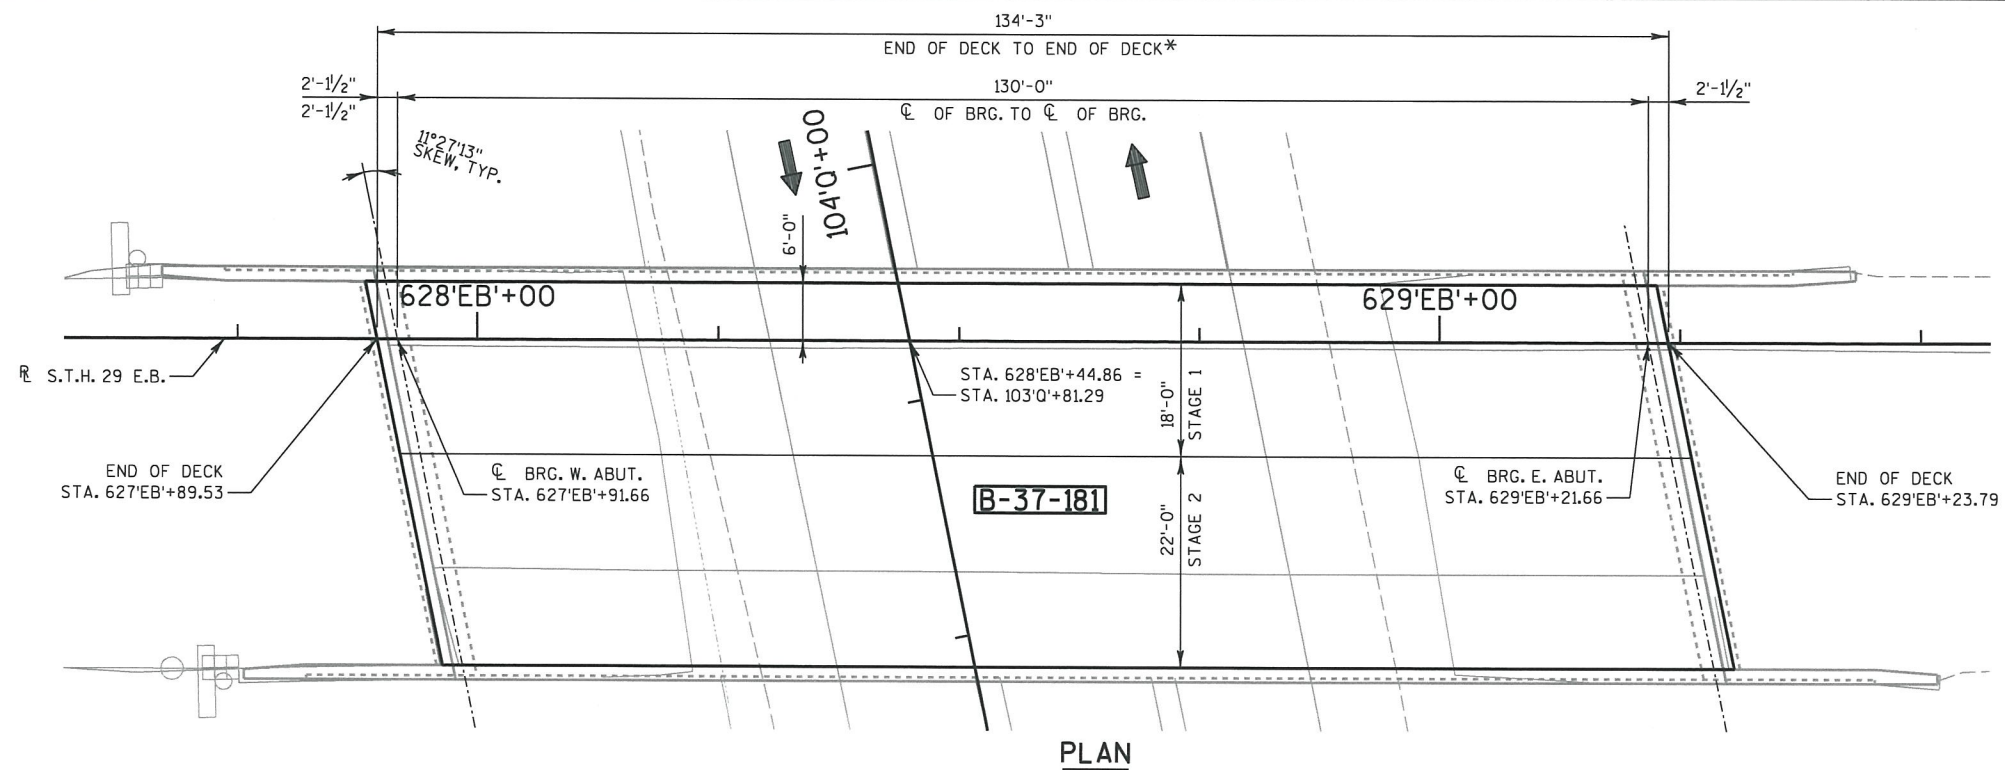 134'-3"
END OF DECK TO END OF DECK*
2'-1½"
2'-1½"
130'-0"
℄ OF BRG. TO ℄ OF BRG.
2'-1½"
11°27'13"
SKEW, TYP.
104'Q'+00
6'-0"
628'EB'+00
629'EB'+00
℞ S.T.H. 29 E.B.
STA. 628'EB'+44.86 =
STA. 103'Q'+81.29
18'-0"
STAGE 1
END OF DECK
STA. 627'EB'+89.53
℄ BRG. W. ABUT.
STA. 627'EB'+91.66
B-37-181
22'-0"
STAGE 2
℄ BRG. E. ABUT.
STA. 629'EB'+21.66
END OF DECK
STA. 629'EB'+23.79
PLAN